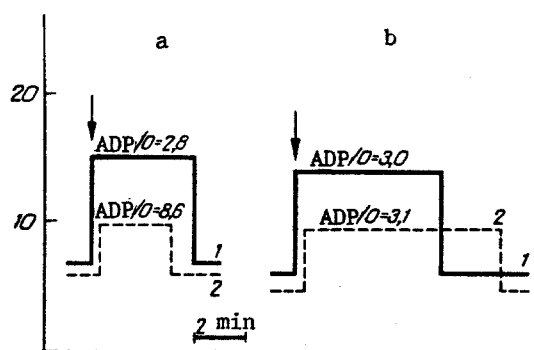 a
b
20
ADP/O=2,8
ADP/O=3,0
ADP/O=8,6
ADP/O=3,1
2
10
1
2
1
2 min